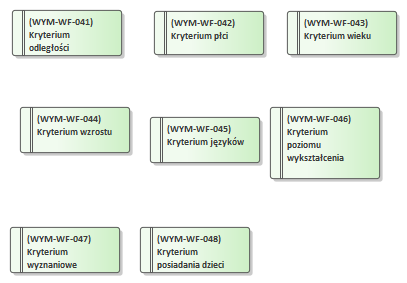 (WYM-WF-041)
Kryterium
odległości
(WYM-WF-042)
Kryterium płci
(WYM-WF-043)
Kryterium wieku
(WYM-WF-044)
Kryterium wzrostu
(WYM-WF-045)
Kryterium języków
(WYM-WF-046)
Kryterium
poziomu
wykształcenia
(WYM-WF-047)
Kryterium
wyznaniowe
(WYM-WF-048)
Kryterium
posiadania dzieci